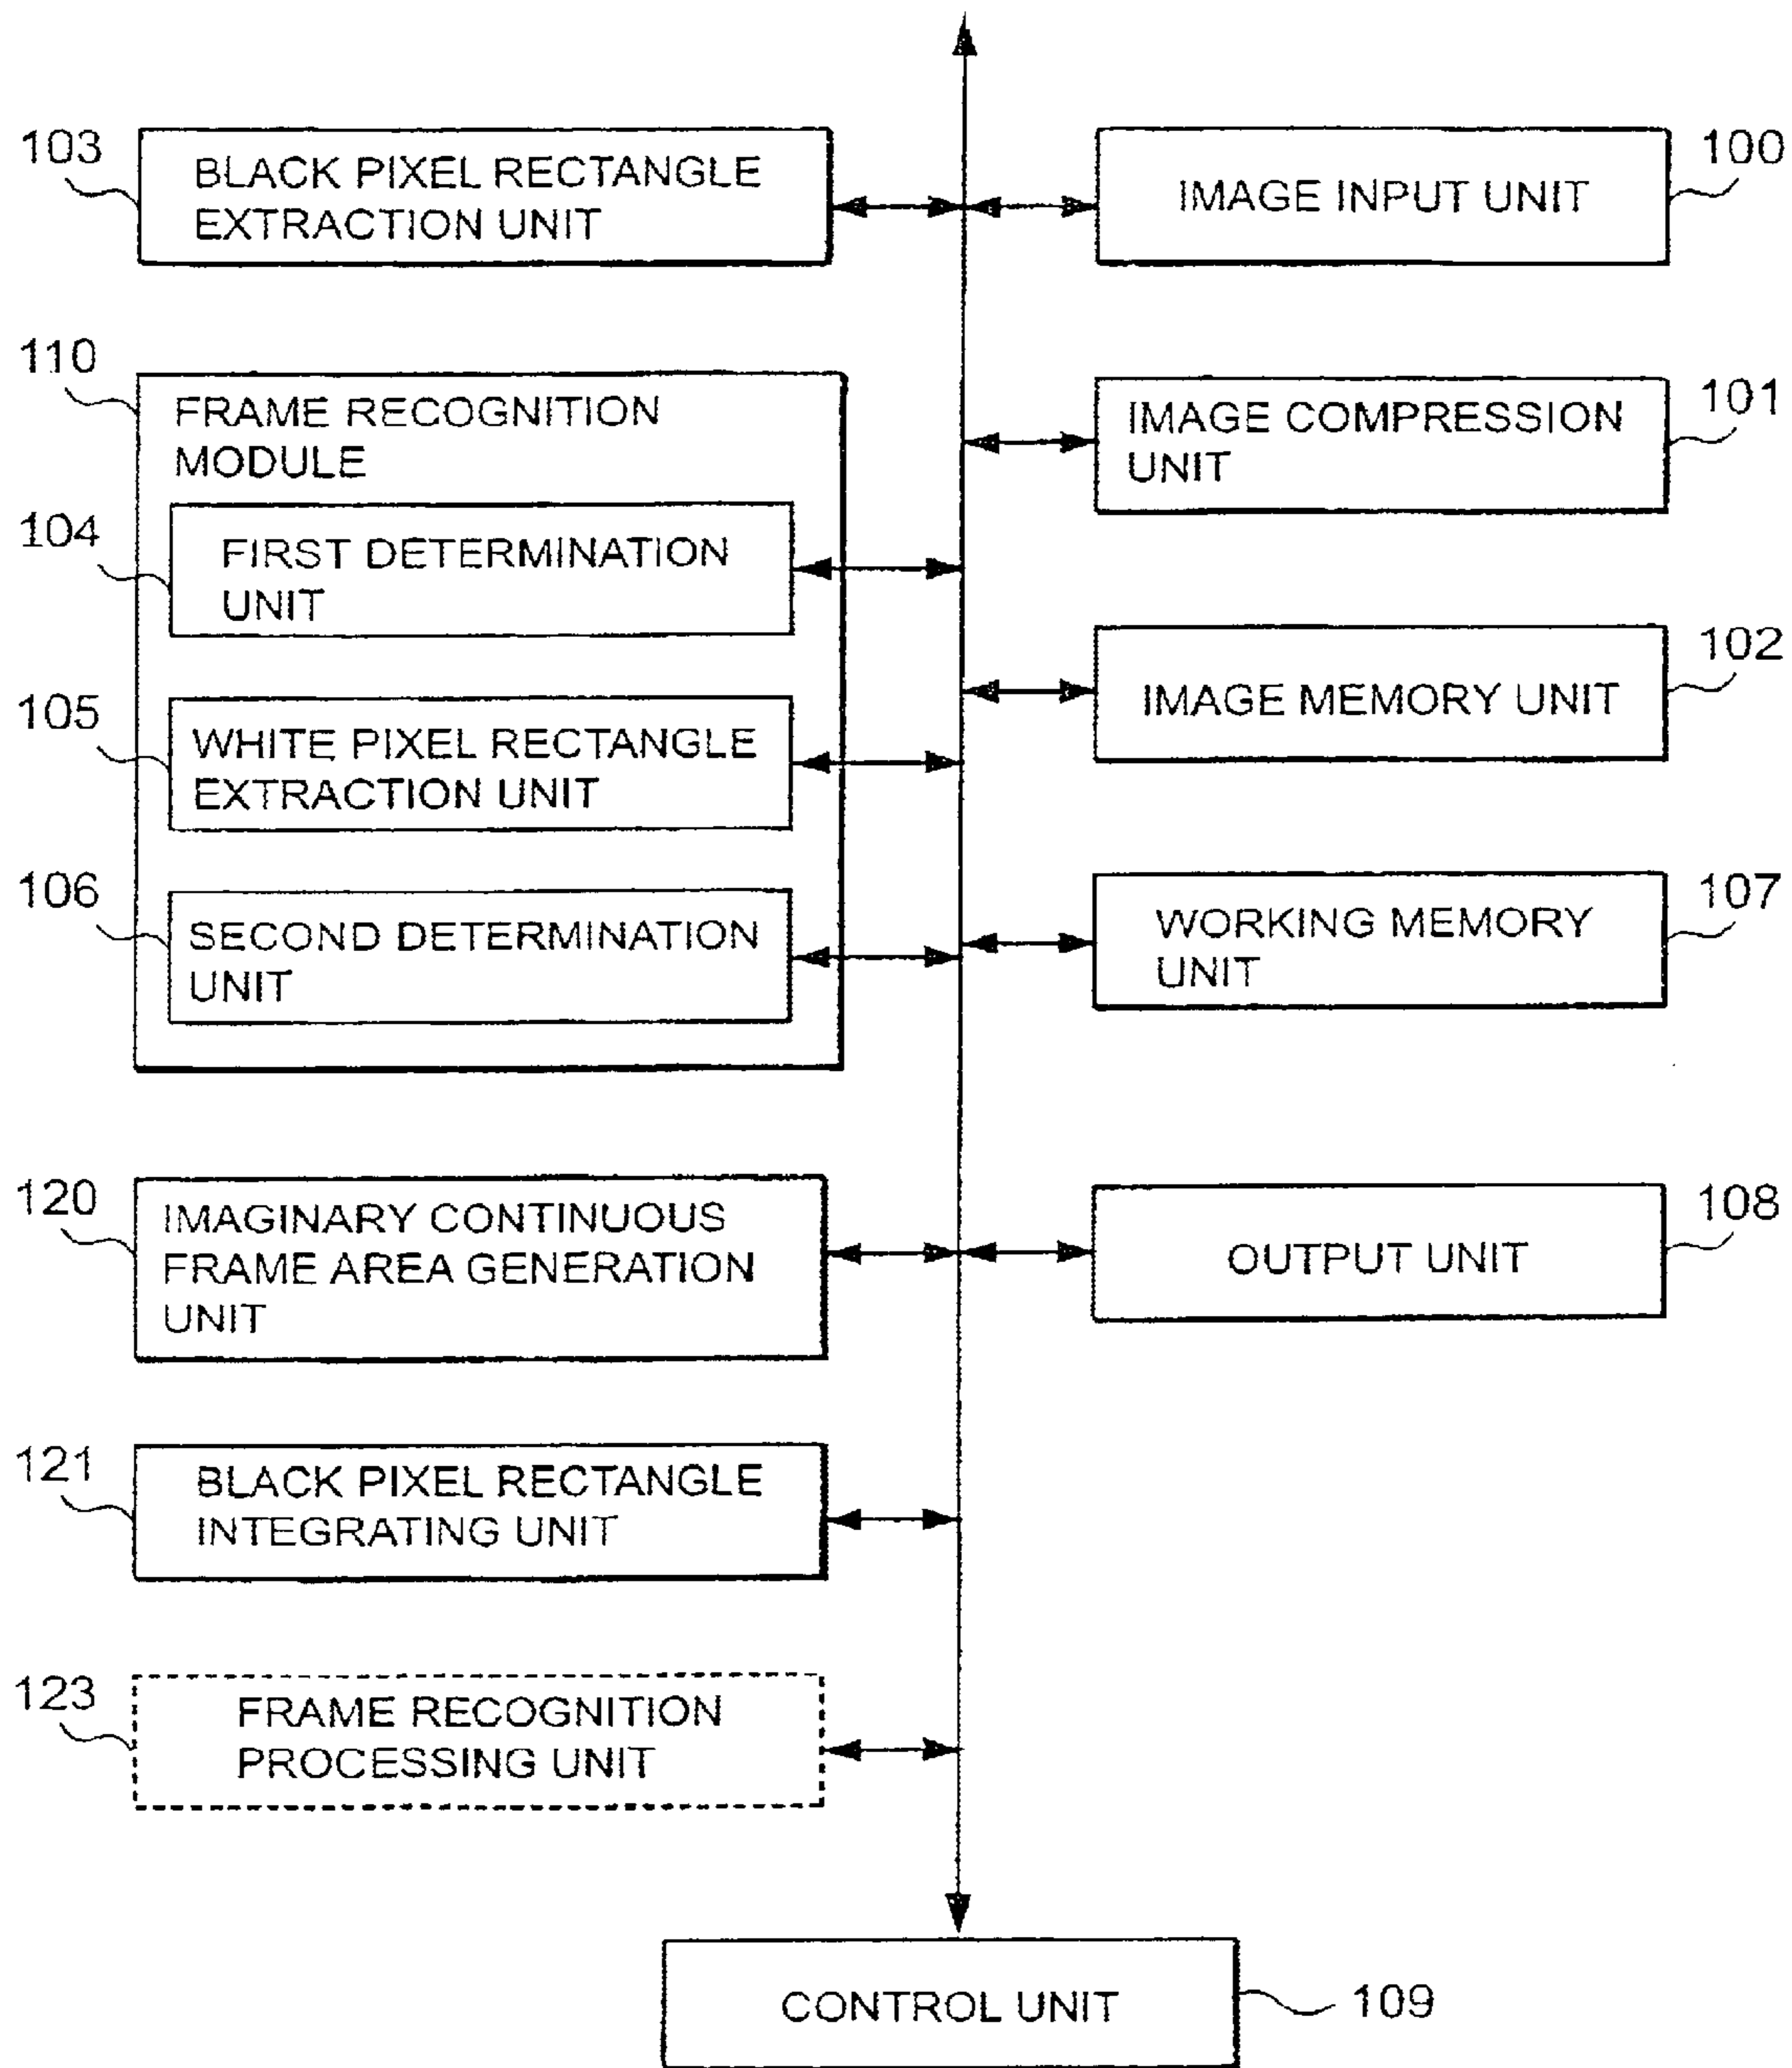 103
BLACK PIXEL RECTANGLE
EXTRACTION UNIT
110
FRAME RECOGNITION
MODULE
104
FIRST DETERMINATION
UNIT
105
WHITE PIXEL RECTANGLE
EXTRACTION UNIT
106
SECOND DETERMINATION
UNIT
120
IMAGINARY CONTINUOUS
FRAME AREA GENERATION
UNIT
121
BLACK PIXEL RECTANGLE
INTEGRATING UNIT
123
FRAME RECOGNITION
PROCESSING UNIT
100
IMAGE INPUT UNIT
101
IMAGE COMPRESSION
UNIT
102
IMAGE MEMORY UNIT
107
WORKING MEMORY
UNIT
108
OUTPUT UNIT
CONTROL UNIT
109